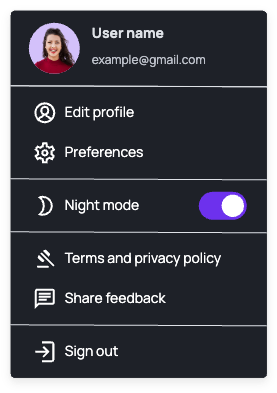 User name
example@gmail.com
Edit profile
Preferences
Night mode
Terms and privacy policy
Share feedback
Sign out